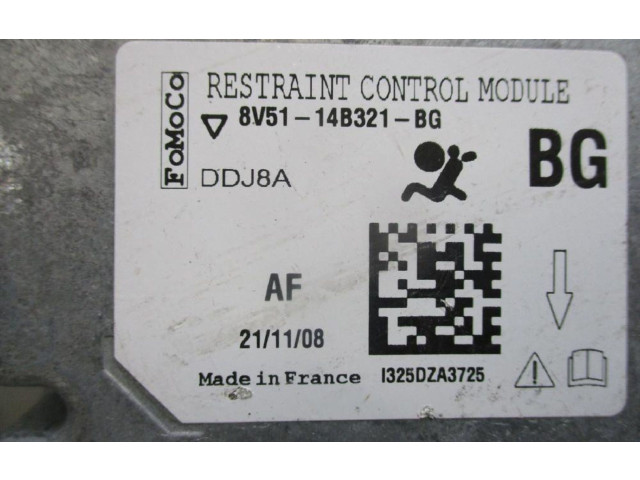 FoMoCo
RESTRAINT CONTROL MODULE
8V51-14B321-BG
DDJ8A
BG
AF
21/11/08
Made in France
I325DZA3725